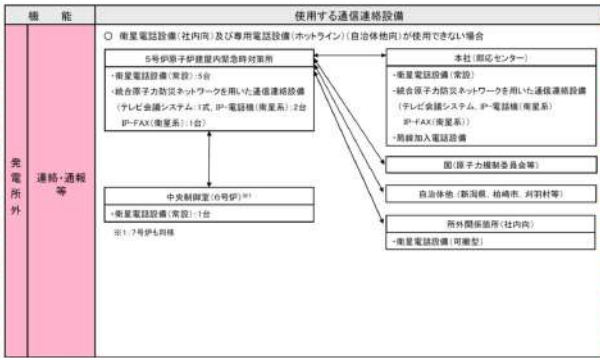 機 能
使用する通信連絡設備
○ 衛星電話設備(社内向)及び専用電話設備(ホットライン)(自治体他向)が使用できない場合
5号炉原子炉建屋内緊急時対策所
・衛星電話設備(常設):5台
・統合原子力防災ネットワークを用いた通信連絡設備
(テレビ会議システム:1式、IP-電話機(衛星系):2台
IP-FAX(衛星系):1台)
本社(即応センター)
・衛星電話設備(常設)
・統合原子力防災ネットワークを用いた通信連絡設備
(テレビ会議システム、IP-電話機(衛星系)
IP-FAX(衛星系))
・局線加入電話設備
国(原子力規制委員会等)
発電所外
連絡・通報等
中央制御室(6号炉)※1
・衛星電話設備(常設):1台
※1:7号炉も同様
自治体他(新潟県、柏崎市、刈羽村等)
所外関係箇所(社内向)
・衛星電話設備(可搬型)